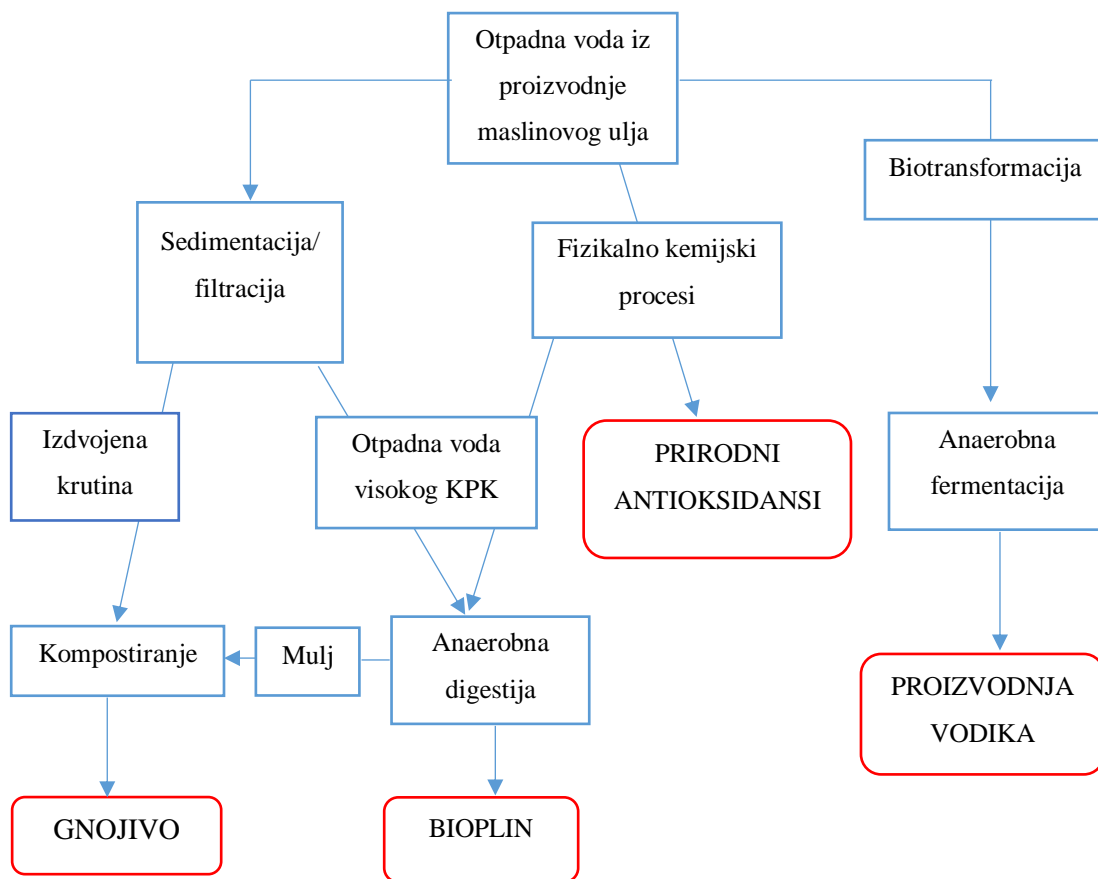 Otpadna voda iz
proizvodnje
maslinovog ulja
Biotransformacija
Sedimentacija/
filtracija
Fizikalno kemijski
procesi
Izdvojena
krutina
Otpadna voda
visokog KPK
PRIRODNI
ANTIOKSIDANSI
Anaerobna
fermentacija
Kompostiranje
Mulj
Anaerobna
digestija
PROIZVODNJA
VODIKA
GNOJIVO
BIOPLIN